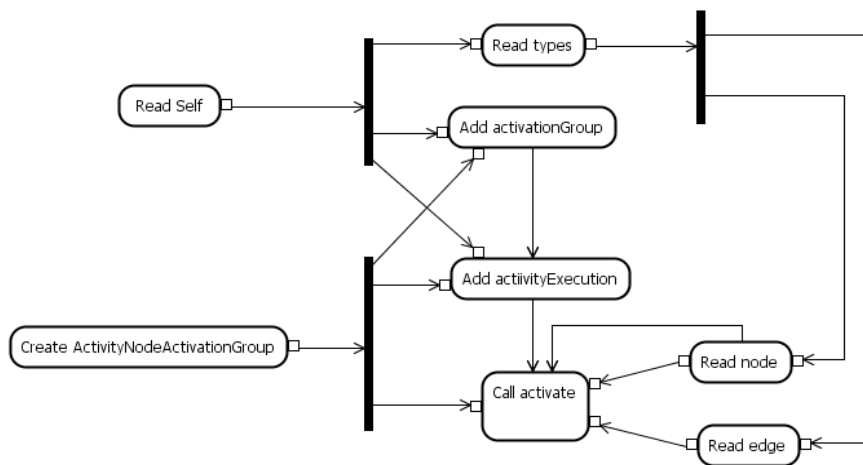 Read types
Read Self
Add activationGroup
Add actiivityExecution
Create ActivityNodeActivationGroup
Read node
Call activate
Read edge